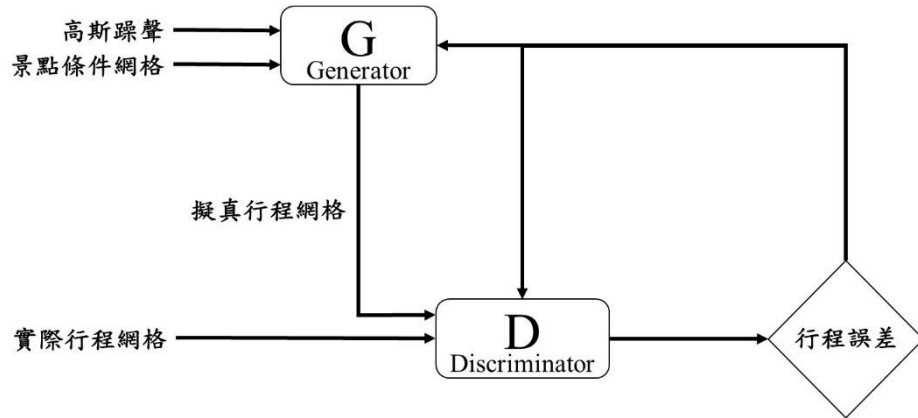 高斯躁聲
景點條件網格
G
Generator
擬真行程網格
實際行程網格
D
Discriminator
行程誤差